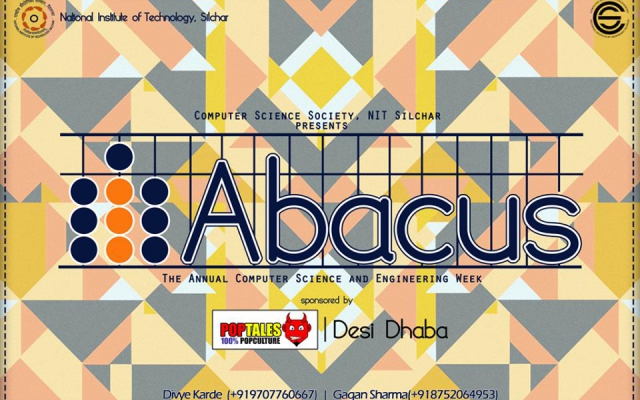 National Institute of Technology, Silchar
Computer Science Society, NIT Silchar
presents
Abacus
The Annual Computer Science and Engineering Week
sponsored by
POPTALES
100% POPCULTURE
| Desi Dhaba
Divye Karde (+919707760667) | Gagan Sharma(+918752064953)